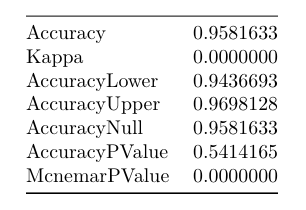 Accuracy 0.9581633
Kappa 0.0000000
AccuracyLower 0.9436693
AccuracyUpper 0.9698128
AccuracyNull 0.9581633
AccuracyPValue 0.5414165
McnemarPValue 0.0000000